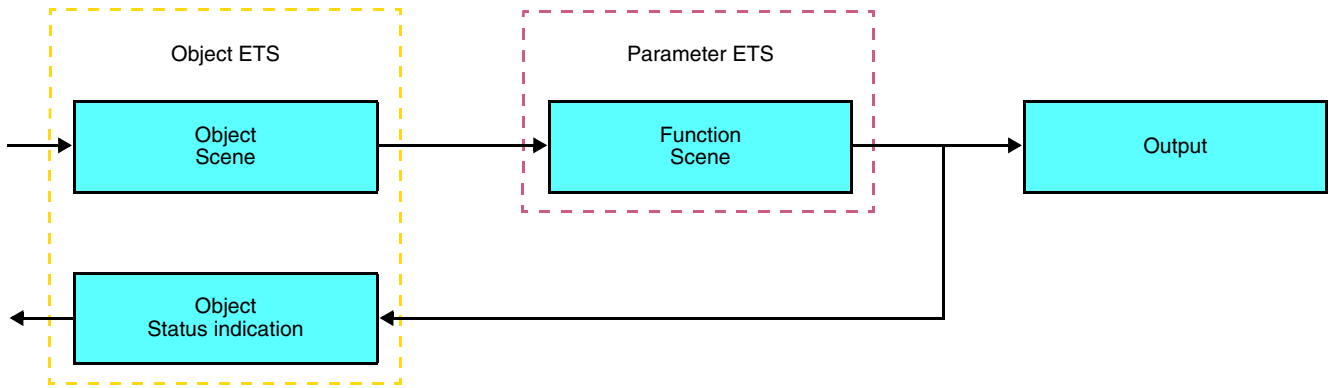 Object ETS
Parameter ETS
Object
Scene
Function
Scene
Output
Object
Status indication